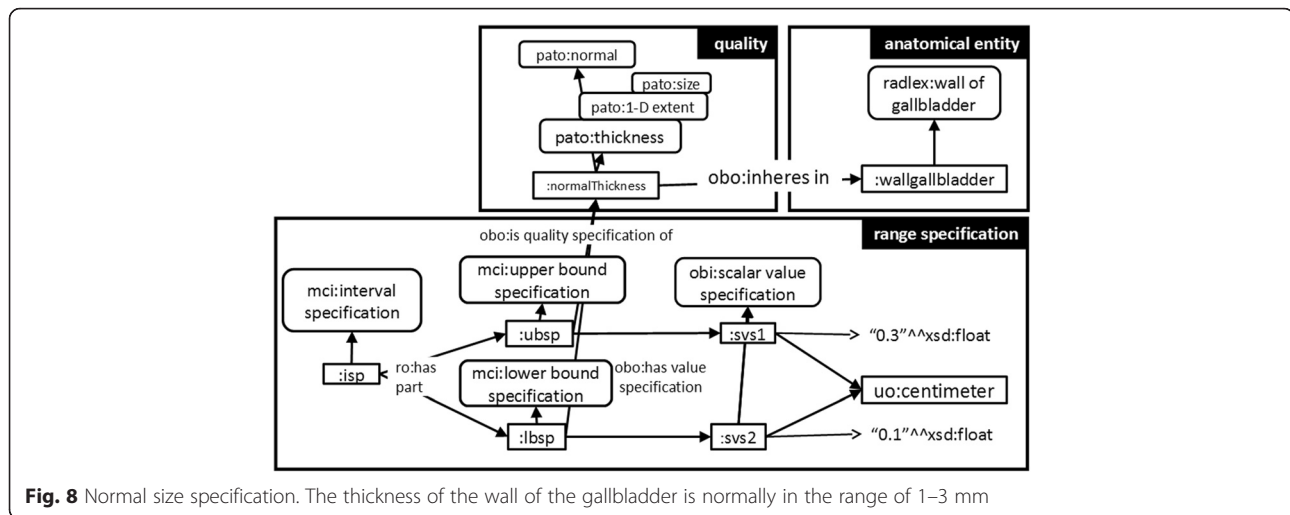 quality
pato:normal
pato:size
pato:1-D extent
pato:thickness
:normalThickness
obo:inheres in
anatomical entity
radlex:wall of
gallbladder
:wallgallbladder
obo:is quality specification of
range specification
mci:interval
specification
:isp
ro:has
part
mci:upper bound
specification
:ubsp
mci:lower bound
specification
:lbsp
obo:has value
specification
obi:scalar value
specification
:svs1
:svs2
"0.3"^^xsd:float
uo:centimeter
"0.1"^^xsd:float
Fig. 8 Normal size specification. The thickness of the wall of the gallbladder is normally in the range of 1–3 mm